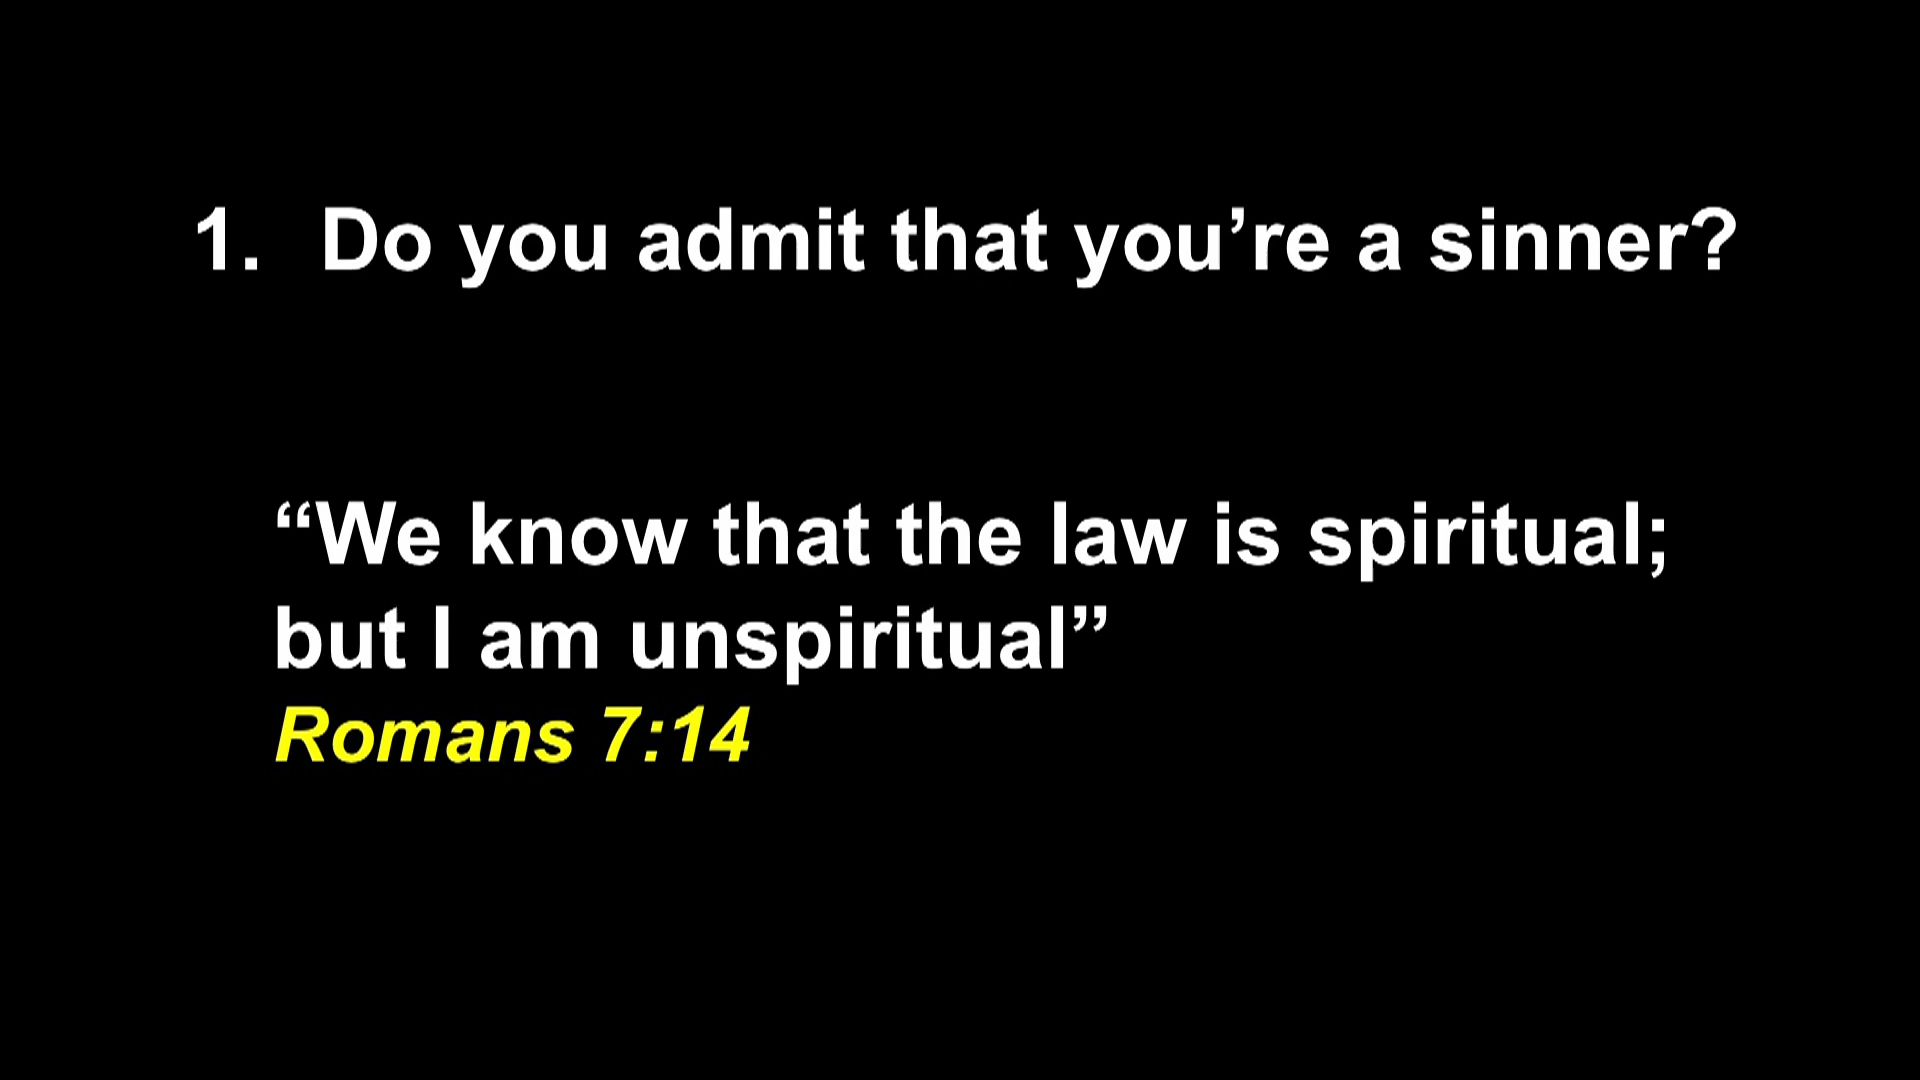 1. Do you admit that you’re a sinner?
“We know that the law is spiritual;
but I am unspiritual”
Romans 7:14